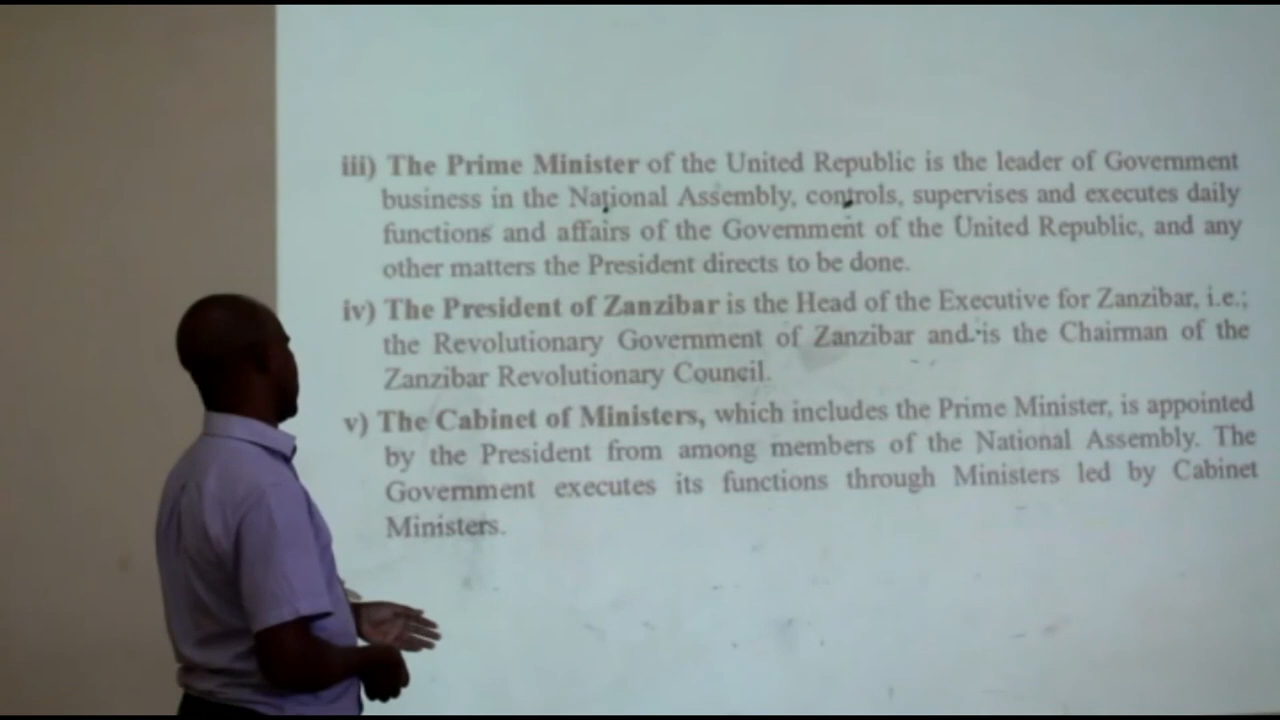 iii) The Prime Minister of the United Republic is the leader of Government
business in the National Assembly, controls, supervises and executes daily
functions and affairs of the Government of the United Republic, and any
other matters the President directs to be done.
iv) The President of Zanzibar is the Head of the Executive for Zanzibar, i.e.;
the Revolutionary Government of Zanzibar and is the Chairman of the
Zanzibar Revolutionary Council.
v) The Cabinet of Ministers, which includes the Prime Minister, is appointed
by the President from among members of the National Assembly. The
Government executes its functions through Ministers led by Cabinet
Ministers.